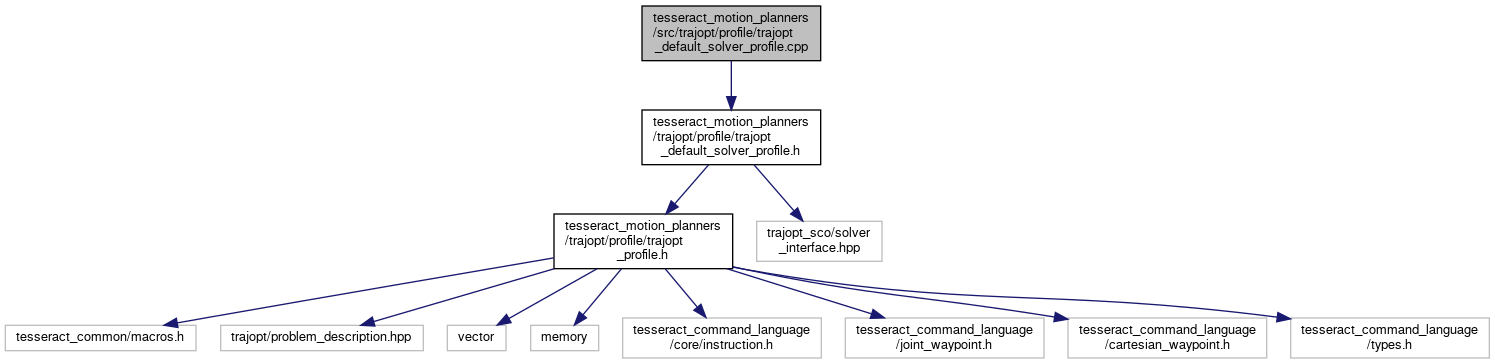 tesseract_motion_planners
/src/trajopt/profile/trajopt
_default_solver_profile.cpp
tesseract_motion_planners
/trajopt/profile/trajopt
_default_solver_profile.h
tesseract_motion_planners
/trajopt/profile/trajopt
_profile.h
trajopt_sco/solver
_interface.hpp
tesseract_common/macros.h
trajopt/problem_description.hpp
vector
memory
tesseract_command_language
/core/instruction.h
tesseract_command_language
/joint_waypoint.h
tesseract_command_language
/cartesian_waypoint.h
tesseract_command_language
/types.h